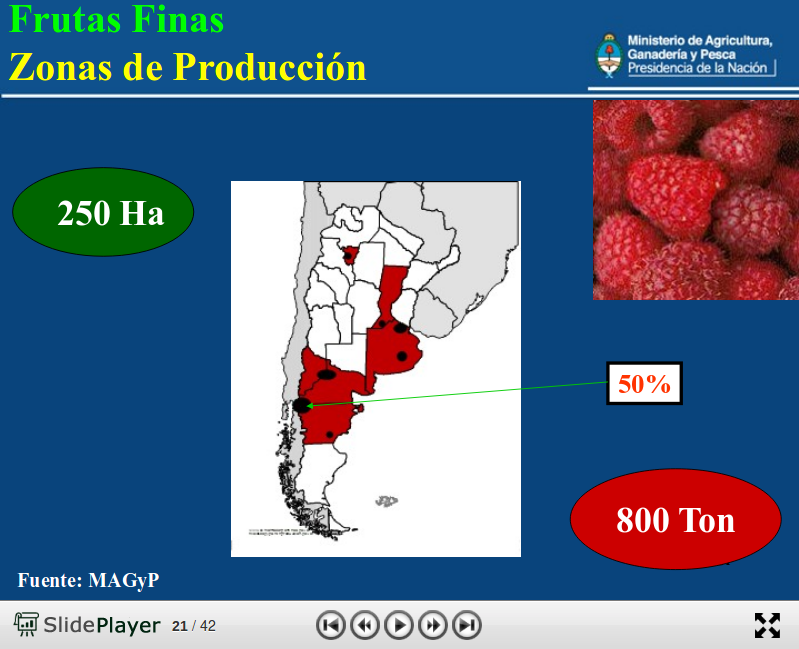 Frutas Finas
Zonas de Producción
Ministerio de Agricultura,
Ganadería y Pesca
Presidencia de la Nación
250 Ha
50%
800 Ton
Fuente: MAGyP
SlidePlayer 21 / 42